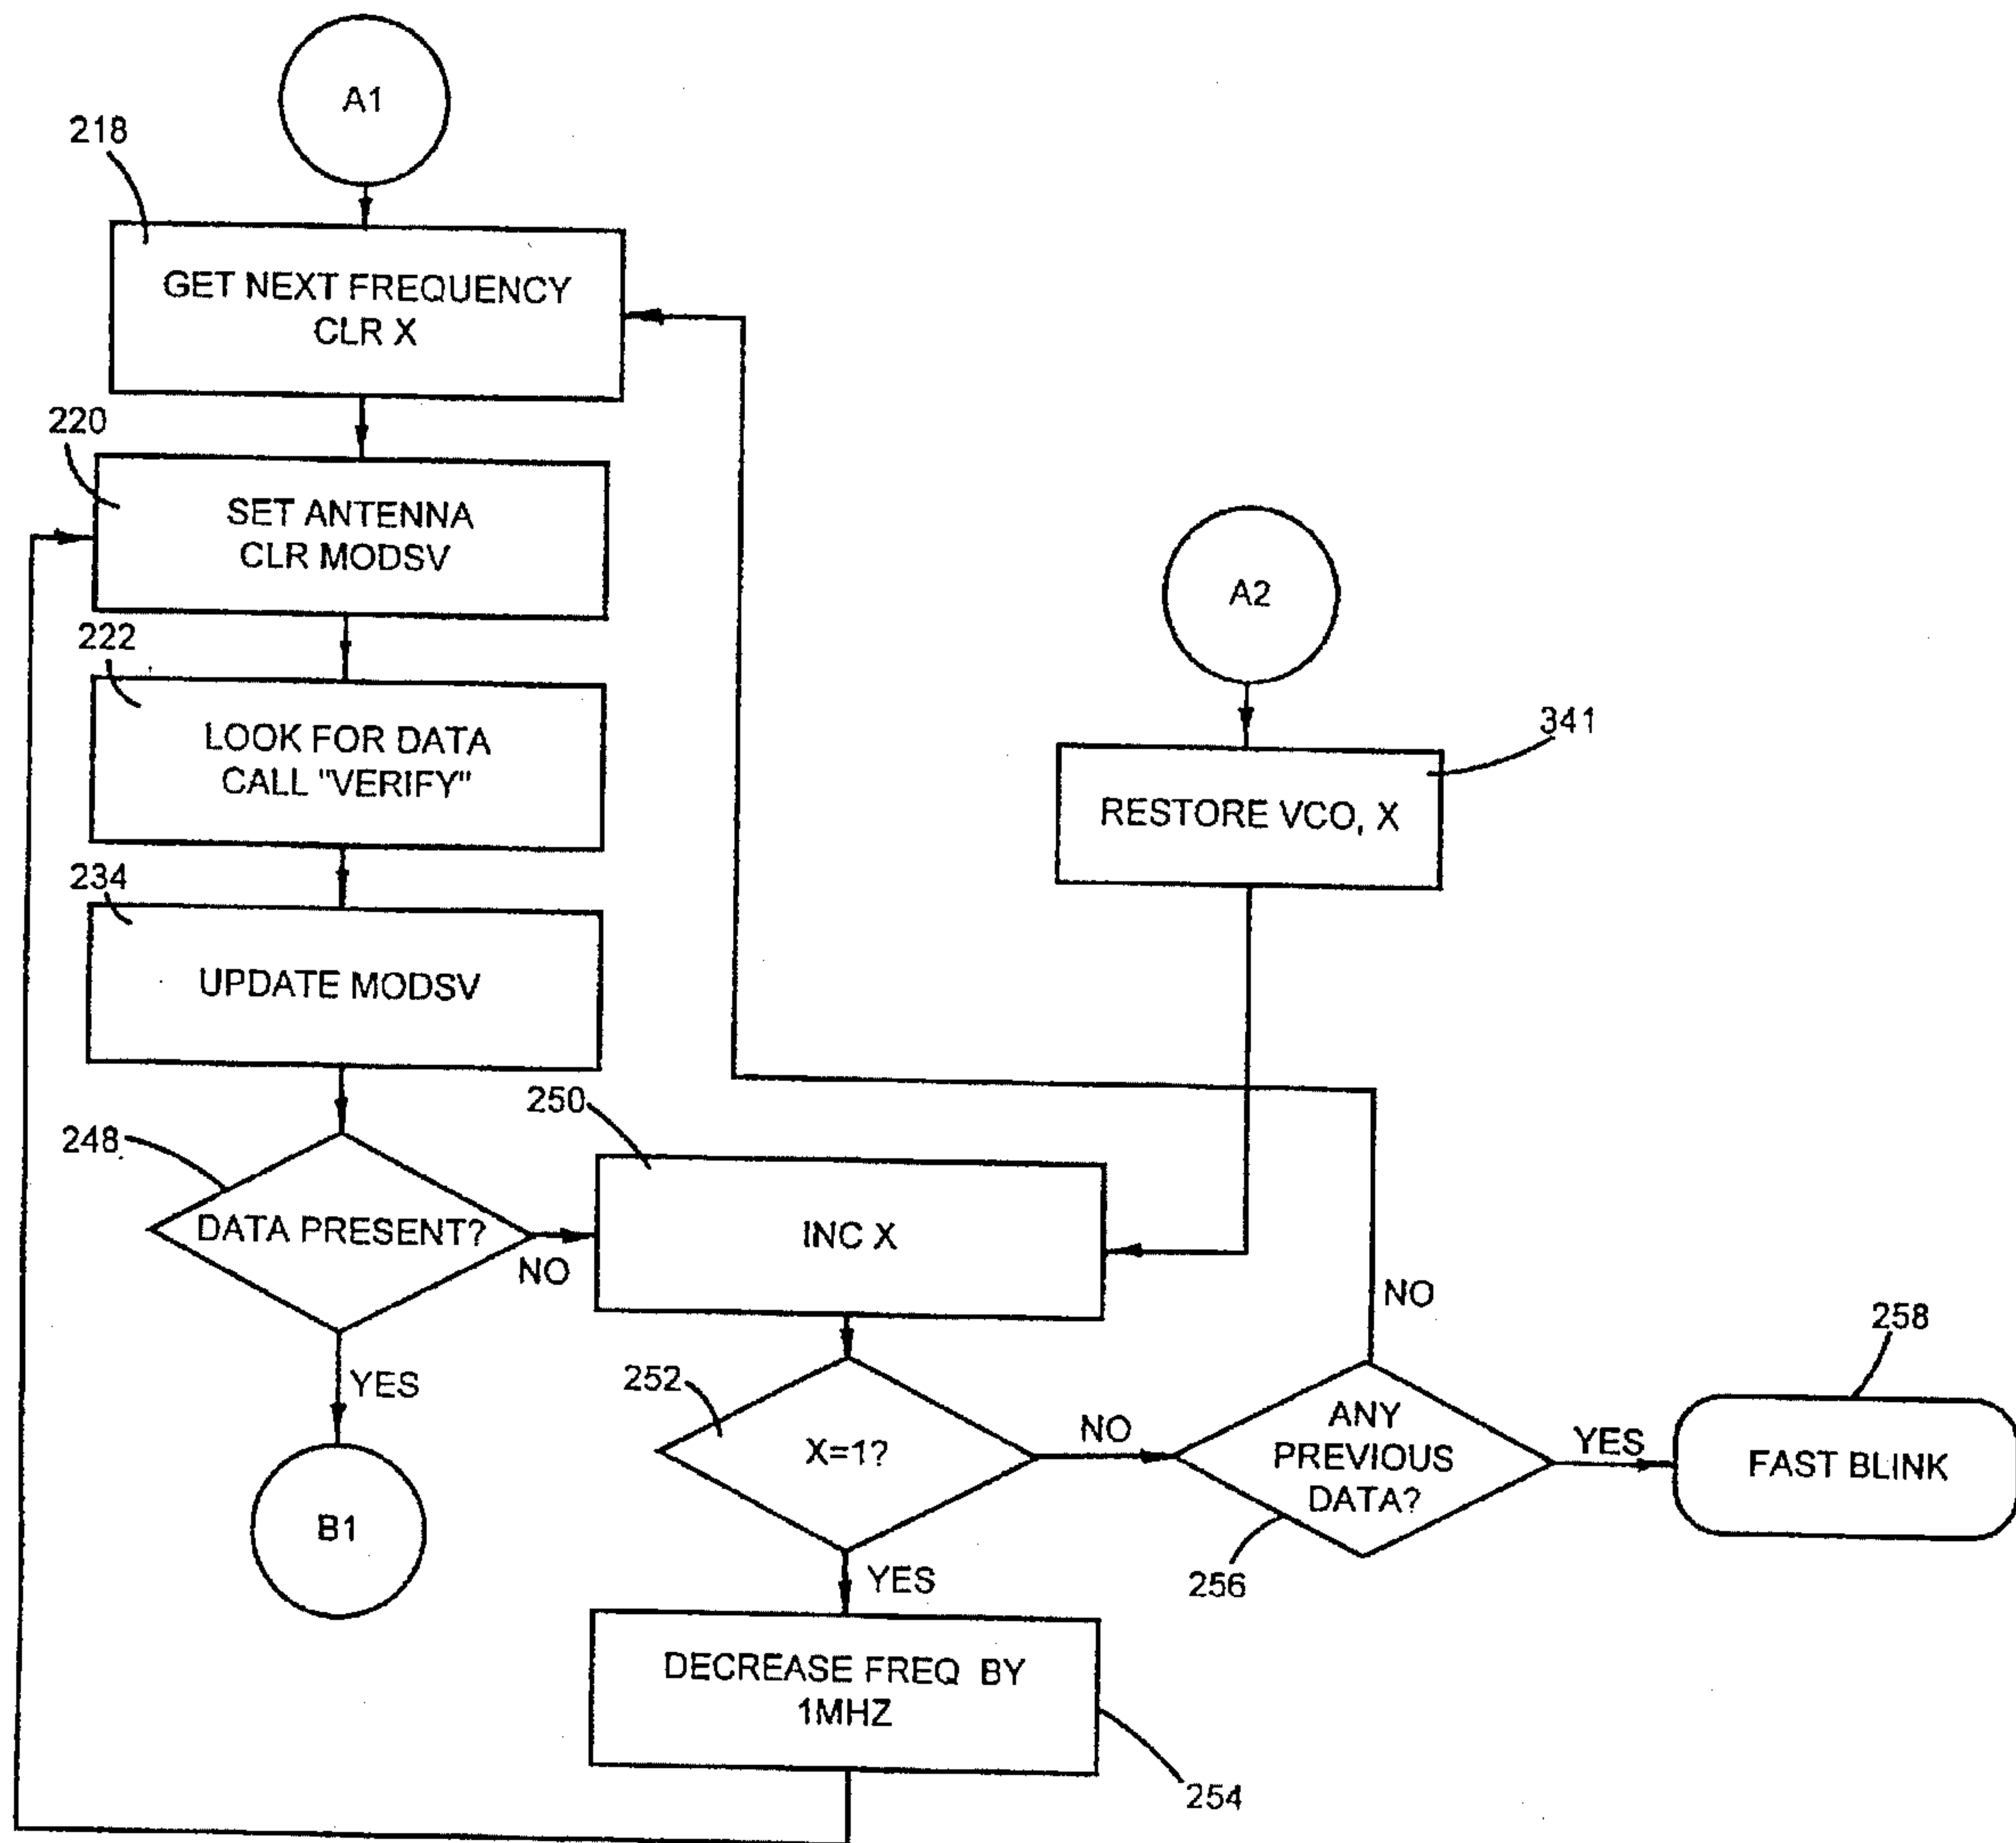 A1
218
GET NEXT FREQUENCY
CLR X
220
SET ANTENNA
CLR MODSV
222
LOOK FOR DATA
CALL "VERIFY"
234
UPDATE MODSV
248
DATA PRESENT?
NO
YES
B1
A2
341
RESTORE VCO, X
250
INC X
252
X=1?
NO
YES
DECREASE FREQ BY
1MHZ
254
ANY
PREVIOUS
DATA?
256
NO
YES
258
FAST BLINK